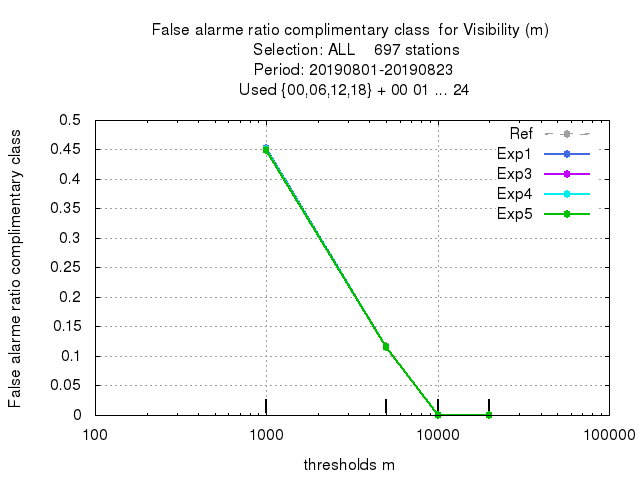 False alarme ratio complimentary class  for Visibility (m)
Selection: ALL    697 stations
Period: 20190801-20190823
Used {00,06,12,18} + 00 01 ... 24
False alarme ratio complimentary class
0.5
0.45
0.4
0.35
0.3
0.25
0.2
0.15
0.1
0.05
0
Ref
Exp1
Exp3
Exp4
Exp5
100
1000
10000
100000
thresholds m